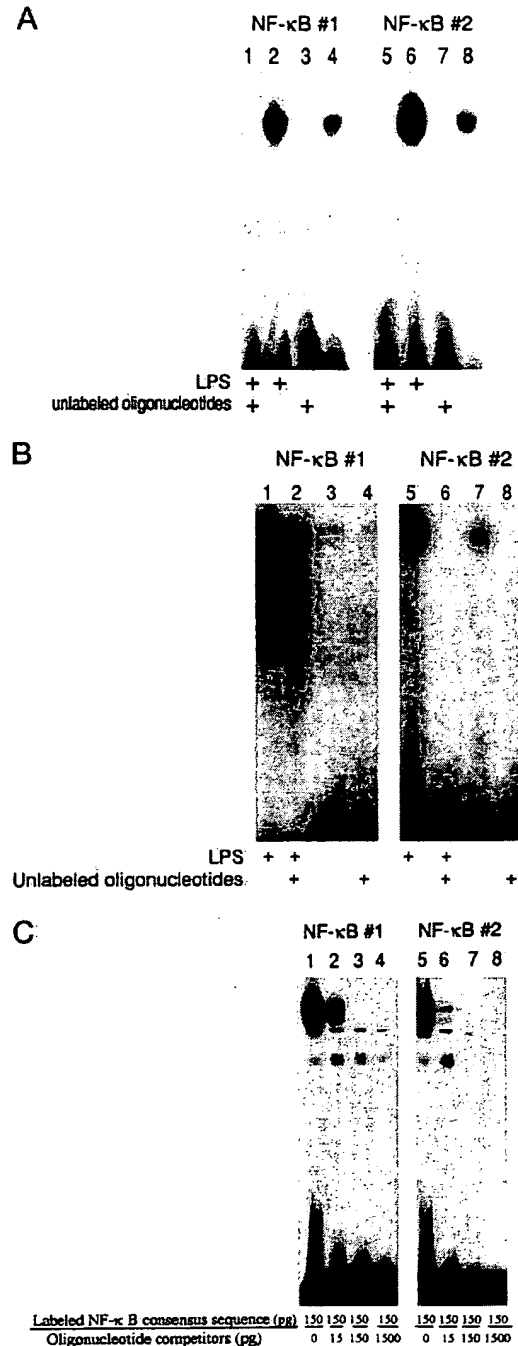 A
NF-κB #1 NF-κB #2
1 2 3 4 5 6 7 8
LPS + + + +
unlabeled oligonucleotides + + + +
B
NF-κB #1 NF-κB #2
1 2 3 4 5 6 7 8
LPS + + + +
Unlabeled oligonucleotides + + + +
C
NF-κB #1 NF-κB #2
1 2 3 4 5 6 7 8
Labeled NF-κ B consensus sequence (pg) 150 150 150 150 150 150 150 150
Oligonucleotide competitors (pg) 0 15 150 1500 0 15 150 1500